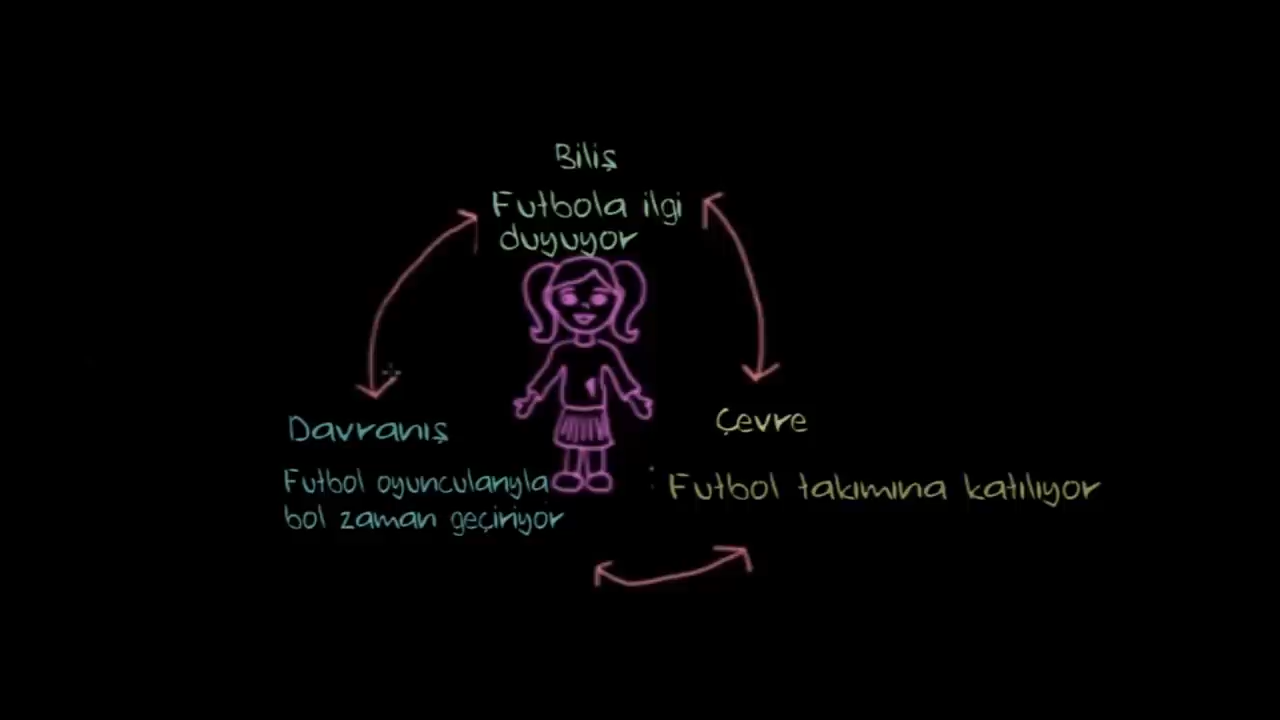 Biliş
Futbola ilgi
duyuyor
Davranış
Futbol oyuncularıyla
bol zaman geçiriyor
Çevre
Futbol takımına katılıyor